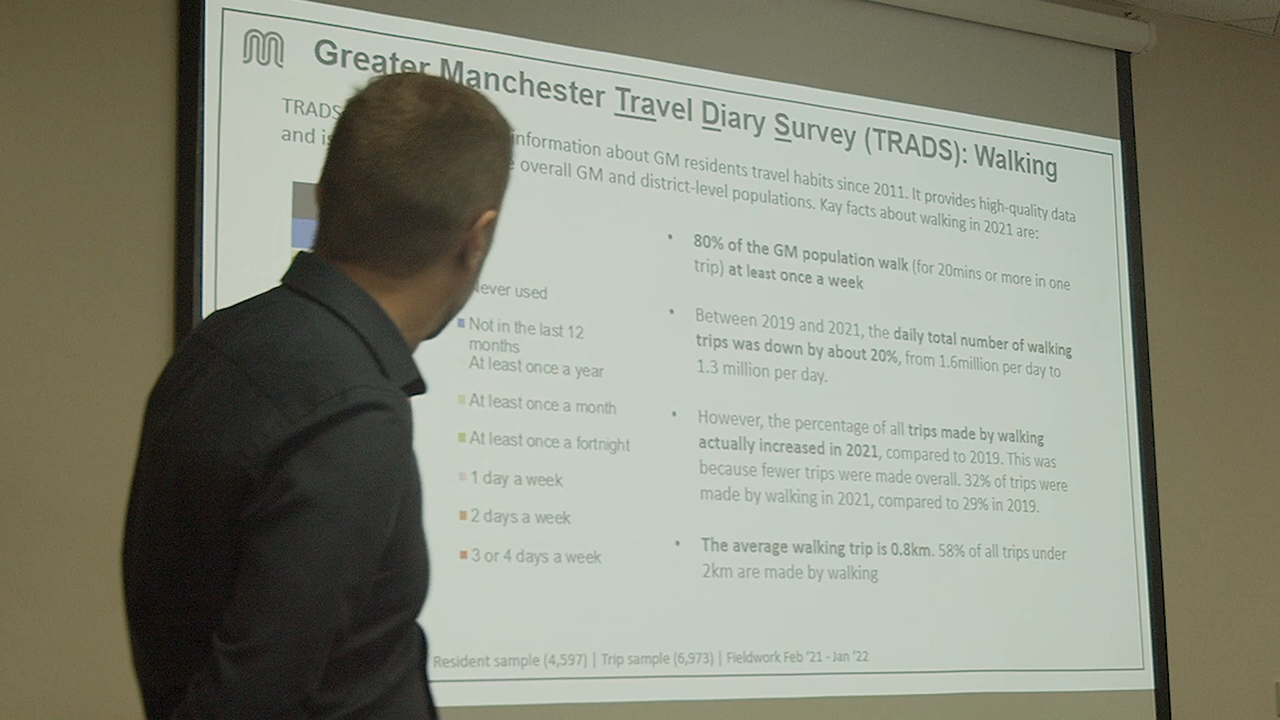 Greater Manchester Travel Diary Survey (TRADS): Walking
TRADS information about GM residents travel habits since 2011. It provides high-quality data
and is overall GM and district-level populations. Kay facts about walking in 2021 are:
Never used
Not in the last 12
months
At least once a year
At least once a month
At least once a fortnight
1 day a week
2 days a week
3 or 4 days a week
• 80% of the GM population walk (for 20mins or more in one
trip) at least once a week
• Between 2019 and 2021, the daily total number of walking
trips was down by about 20%, from 1.6million per day to
1.3 million per day.
• However, the percentage of all trips made by walking
actually increased in 2021, compared to 2019. This was
because fewer trips were made overall. 32% of trips were
made by walking in 2021, compared to 29% in 2019.
• The average walking trip is 0.8km. 58% of all trips under
2km are made by walking
Resident sample (4,597) | Trip sample (6,973) | Fieldwork Feb '21 - Jan '22